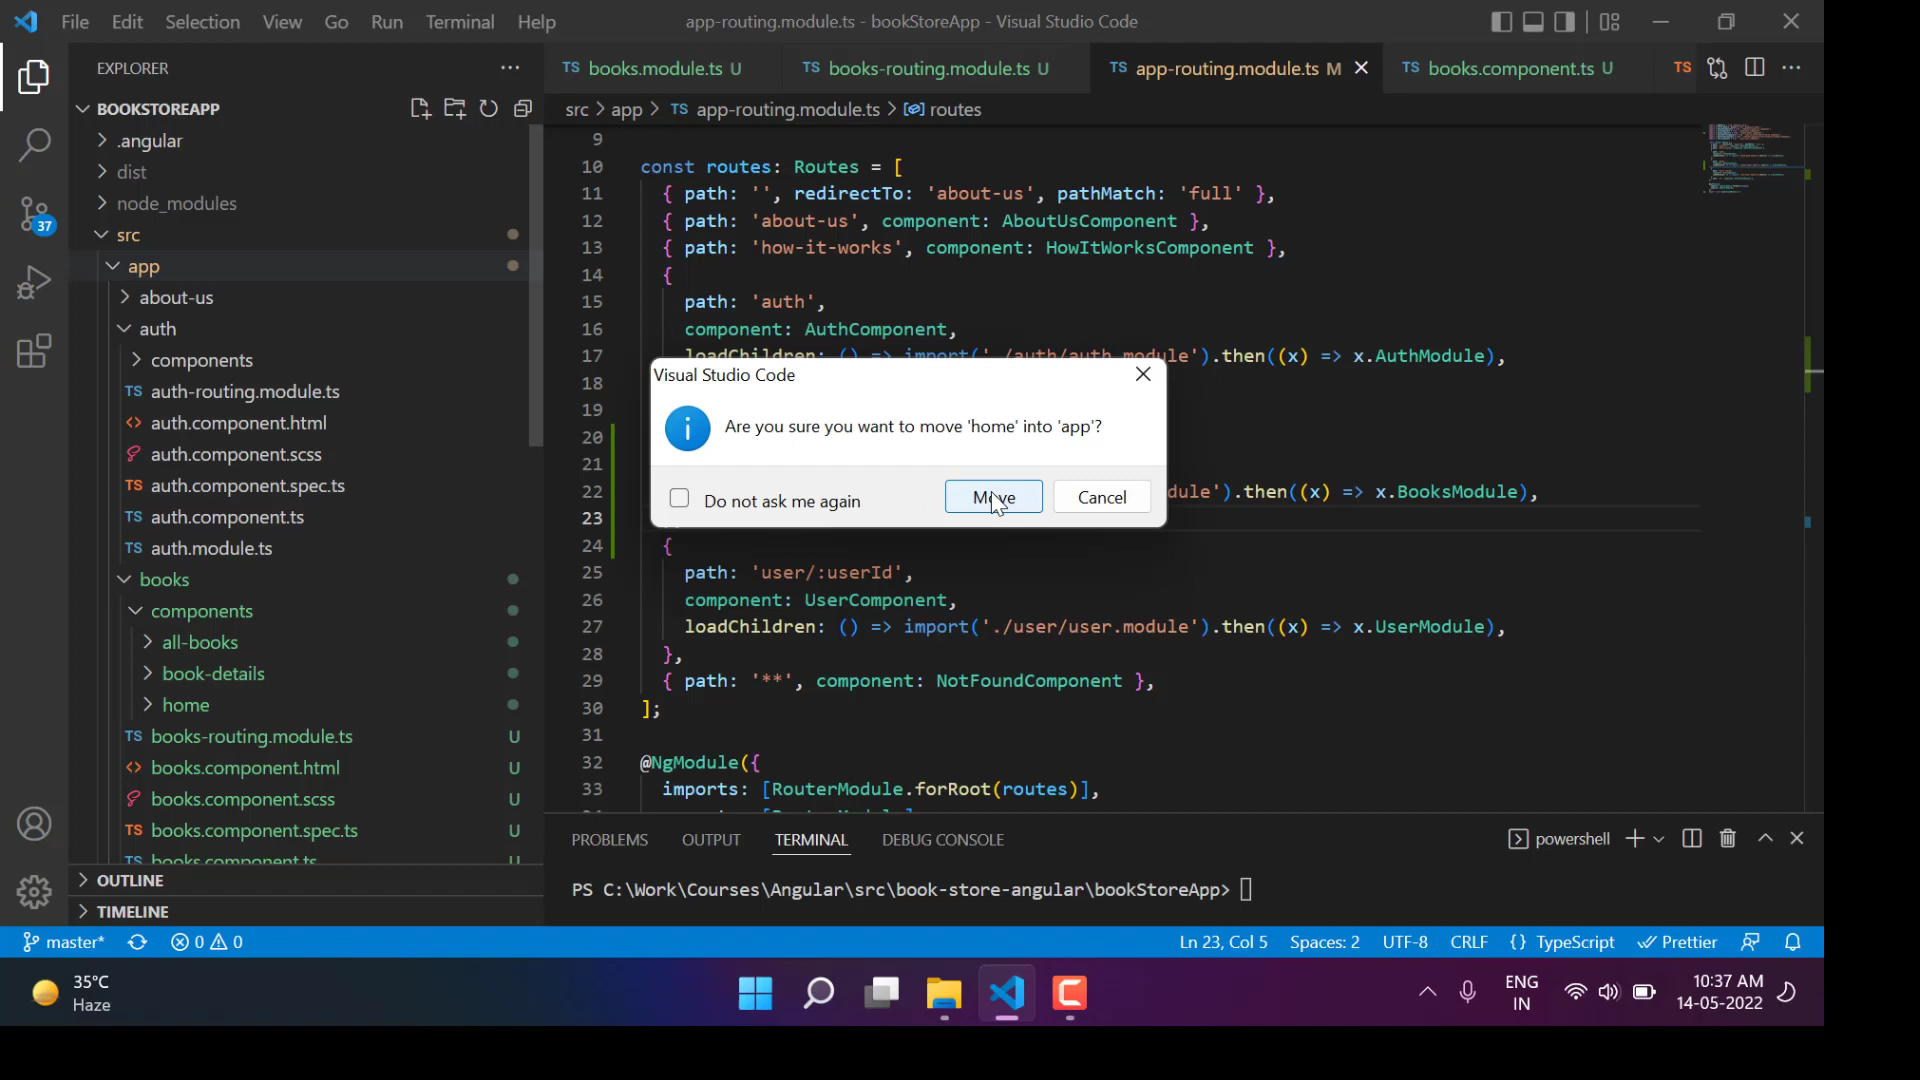 File Edit Selection View Go Run Terminal Help
app-routing.module.ts - bookStoreApp - Visual Studio Code
EXPLORER
BOOKSTOREAPP
.angular
dist
node_modules
src
app
about-us
auth
components
auth-routing.module.ts
auth.component.html
auth.component.scss
auth.component.spec.ts
auth.component.ts
auth.module.ts
books
components
all-books
book-details
home
books-routing.module.ts U
books.component.html U
books.component.scss U
books.component.spec.ts U
books.component.ts U
OUTLINE
TIMELINE
37
TS books.module.ts U TS books-routing.module.ts U TS app-routing.module.ts M TS books.component.ts U TS
src > app > TS app-routing.module.ts > routes
9
10 const routes: Routes = [
11 { path: '', redirectTo: 'about-us', pathMatch: 'full' },
12 { path: 'about-us', component: AboutUsComponent },
13 { path: 'how-it-works', component: HowItWorksComponent },
14 {
15 path: 'auth',
16 component: AuthComponent,
17 loadChildren: () => import('./auth/auth.module').then((x) => x.AuthModule),
18
19
20
21
22 dule').then((x) => x.BooksModule),
23
24 {
25 path: 'user/:userId',
26 component: UserComponent,
27 loadChildren: () => import('./user/user.module').then((x) => x.UserModule),
28 },
29 { path: '**', component: NotFoundComponent },
30 ];
31
32 @NgModule({
33 imports: [RouterModule.forRoot(routes)],
Visual Studio Code
Are you sure you want to move 'home' into 'app'?
Do not ask me again
Move Cancel
PROBLEMS OUTPUT TERMINAL DEBUG CONSOLE
powershell
PS C:\Work\Courses\Angular\src\book-store-angular\bookStoreApp>
master* 0 0
Ln 23, Col 5 Spaces: 2 UTF-8 CRLF {} TypeScript Prettier
35°C
Haze
ENG
IN
10:37 AM
14-05-2022